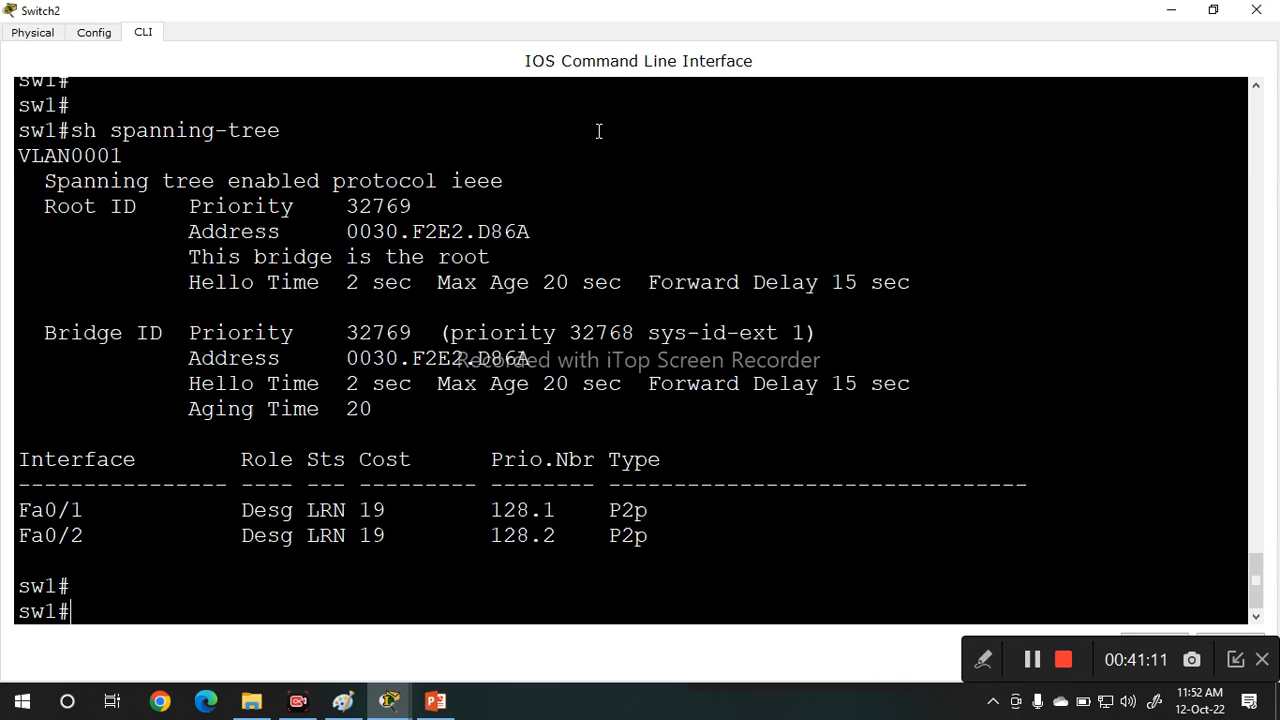 Switch2
Physical Config CLI
IOS Command Line Interface
sw1#
sw1#
sw1#sh spanning-tree
VLAN0001
Spanning tree enabled protocol ieee
Root ID Priority 32769
Address 0030.F2E2.D86A
This bridge is the root
Hello Time 2 sec Max Age 20 sec Forward Delay 15 sec
Bridge ID Priority 32769 (priority 32768 sys-id-ext 1)
Address 0030.F2E2.D86A
Recorded with iTop Screen Recorder
Hello Time 2 sec Max Age 20 sec Forward Delay 15 sec
Aging Time 20
Interface Role Sts Cost Prio.Nbr Type
---------------- ---- --- --------- -------- --------------------------------
Fa0/1 Desg LRN 19 128.1 P2p
Fa0/2 Desg LRN 19 128.2 P2p
sw1#
sw1#
00:41:11
11:52 AM
12-Oct-22